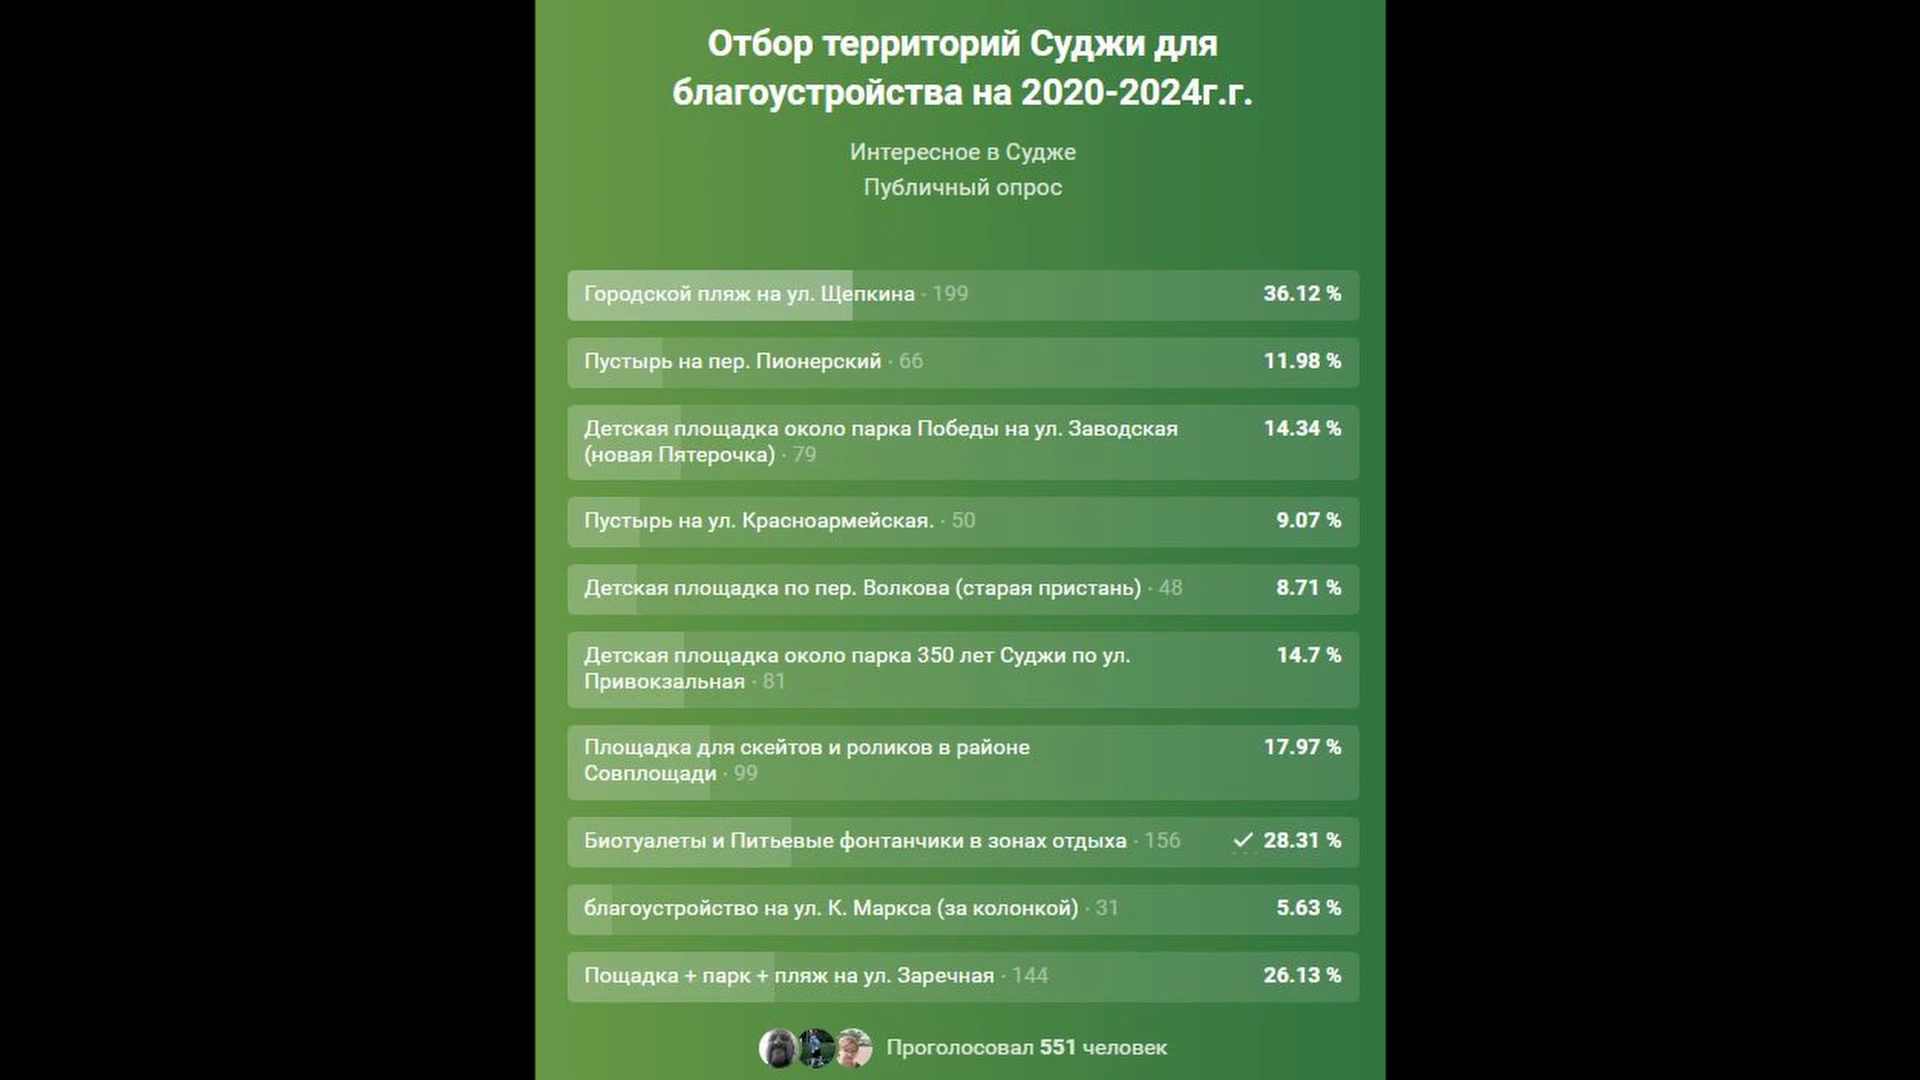 Отбор территорий Суджи для
благоустройства на 2020-2024г.г.
Интересное в Судже
Публичный опрос
Городской пляж на ул. Щепкина · 199 36.12 %
Пустырь на пер. Пионерский · 66 11.98 %
Детская площадка около парка Победы на ул. Заводская 14.34 %
(новая Пятерочка) · 79
Пустырь на ул. Красноармейская. · 50 9.07 %
Детская площадка по пер. Волкова (старая пристань) · 48 8.71 %
Детская площадка около парка 350 лет Суджи по ул. 14.7 %
Привокзальная · 81
Площадка для скейтов и роликов в районе 17.97 %
Совплощади · 99
Биотуалеты и Питьевые фонтанчики в зонах отдыха · 156 ✓ 28.31 %
благоустройство на ул. К. Маркса (за колонкой) · 31 5.63 %
Пощадка + парк + пляж на ул. Заречная · 144 26.13 %
Проголосовал 551 человек